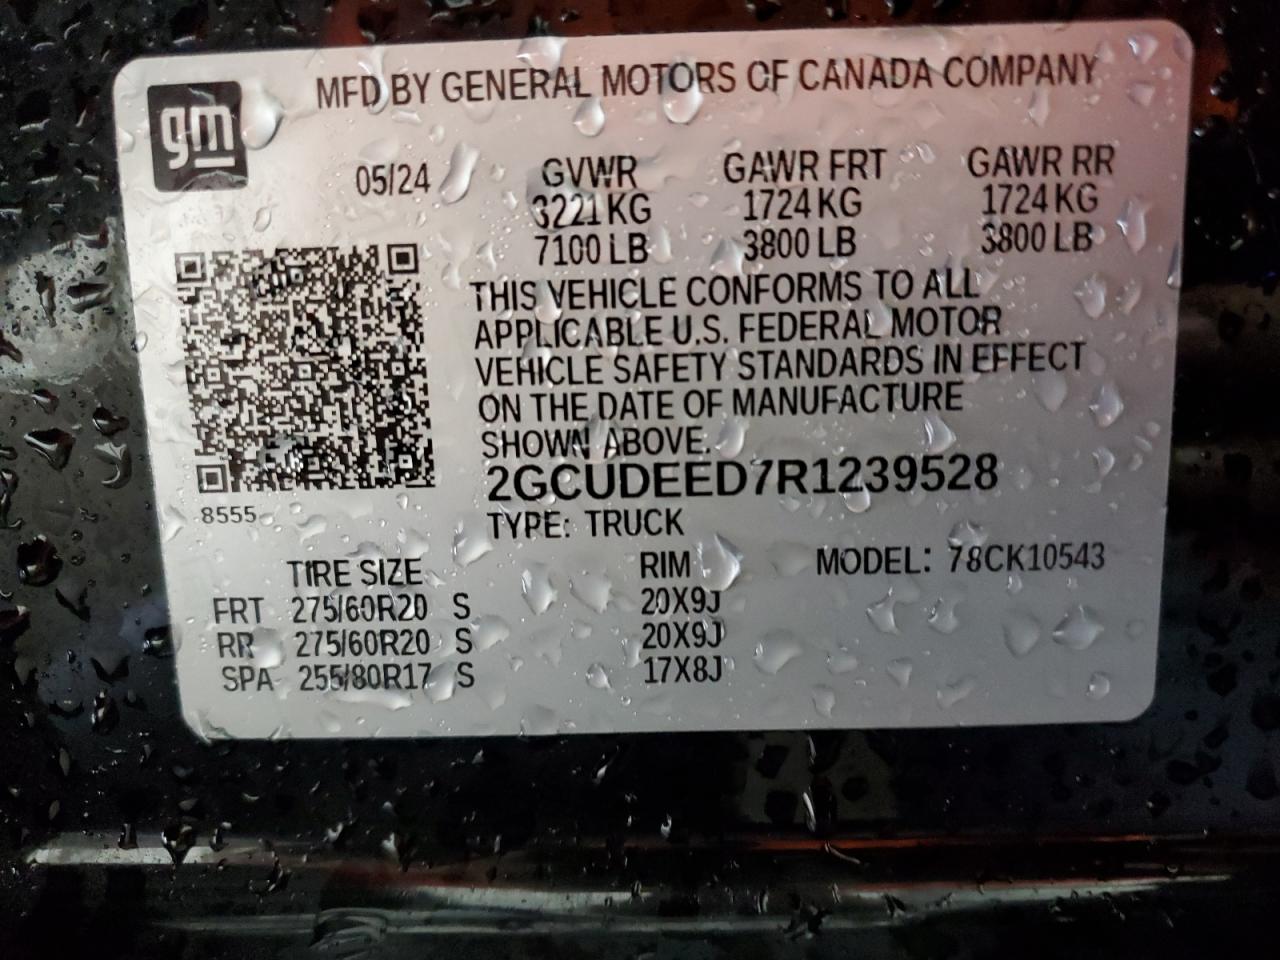 gm
MFD BY GENERAL MOTORS OF CANADA COMPANY
05/24 GVWR GAWR FRT GAWR RR
3221 KG 1724 KG 1724 KG
7100 LB 3800 LB 3800 LB
THIS VEHICLE CONFORMS TO ALL
APPLICABLE U.S. FEDERAL MOTOR
VEHICLE SAFETY STANDARDS IN EFFECT
ON THE DATE OF MANUFACTURE
SHOWN ABOVE.
2GCUDEED7R1239528
8555
TYPE: TRUCK
TIRE SIZE RIM MODEL: 78CK10543
FRT 275/60R20 S 20X9J
RR 275/60R20 S 20X9J
SPA 255/80R17 S 17X8J